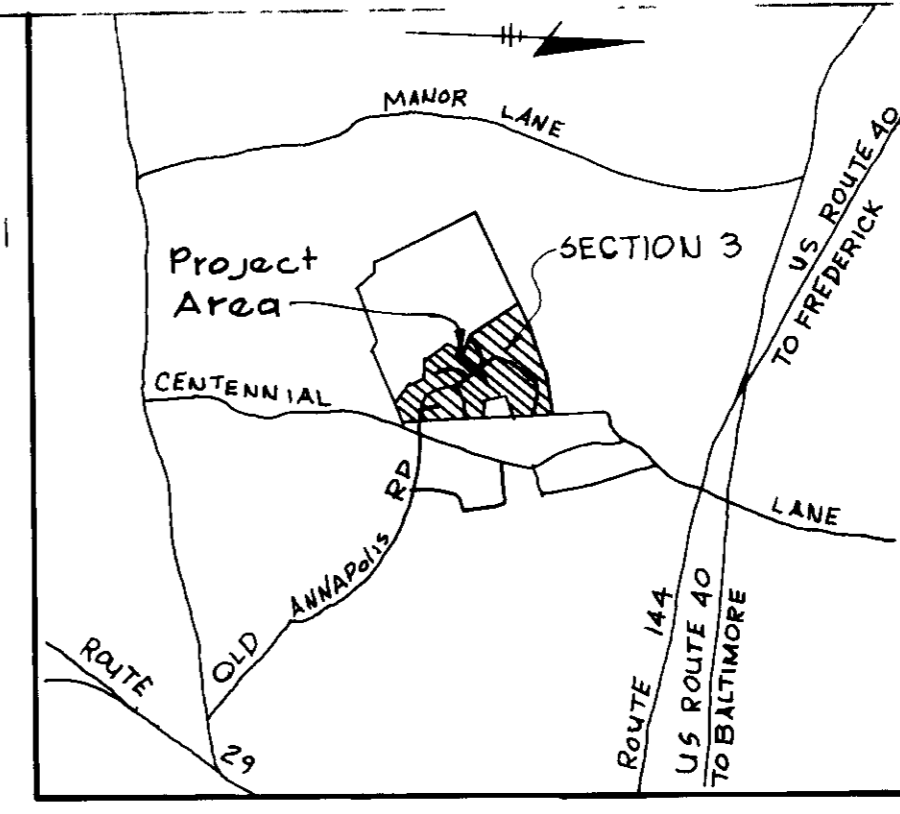 MANOR LANE
US ROUTE 40
TO FREDERICK
Project
Area
SECTION 3
CENTENNIAL
LANE
OLD ANNAPOLIS RD
ROUTE 29
ROUTE 144
US ROUTE 40
TO BALTIMORE